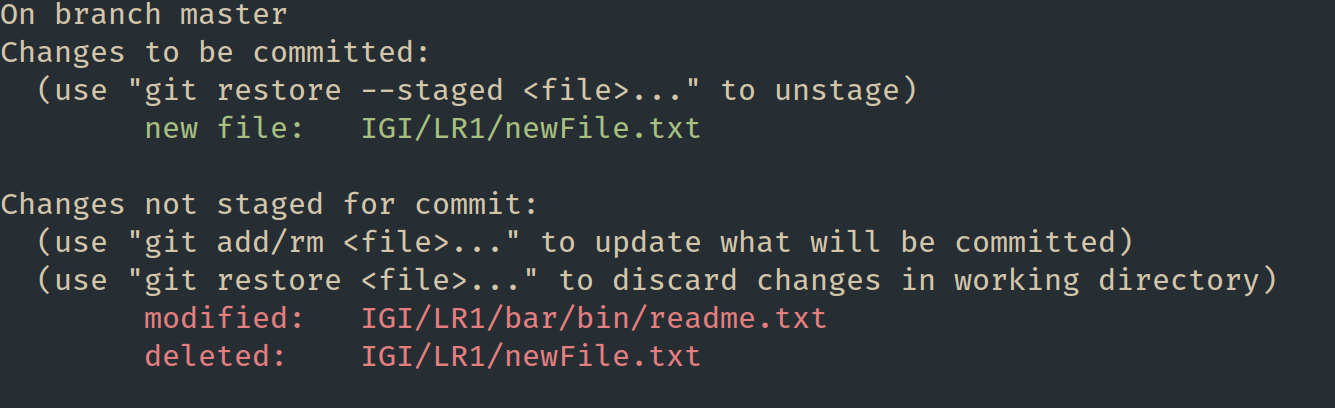 On branch master
Changes to be committed:
  (use "git restore --staged <file>..." to unstage)
        new file:   IGI/LR1/newFile.txt

Changes not staged for commit:
  (use "git add/rm <file>..." to update what will be committed)
  (use "git restore <file>..." to discard changes in working directory)
        modified:   IGI/LR1/bar/bin/readme.txt
        deleted:    IGI/LR1/newFile.txt